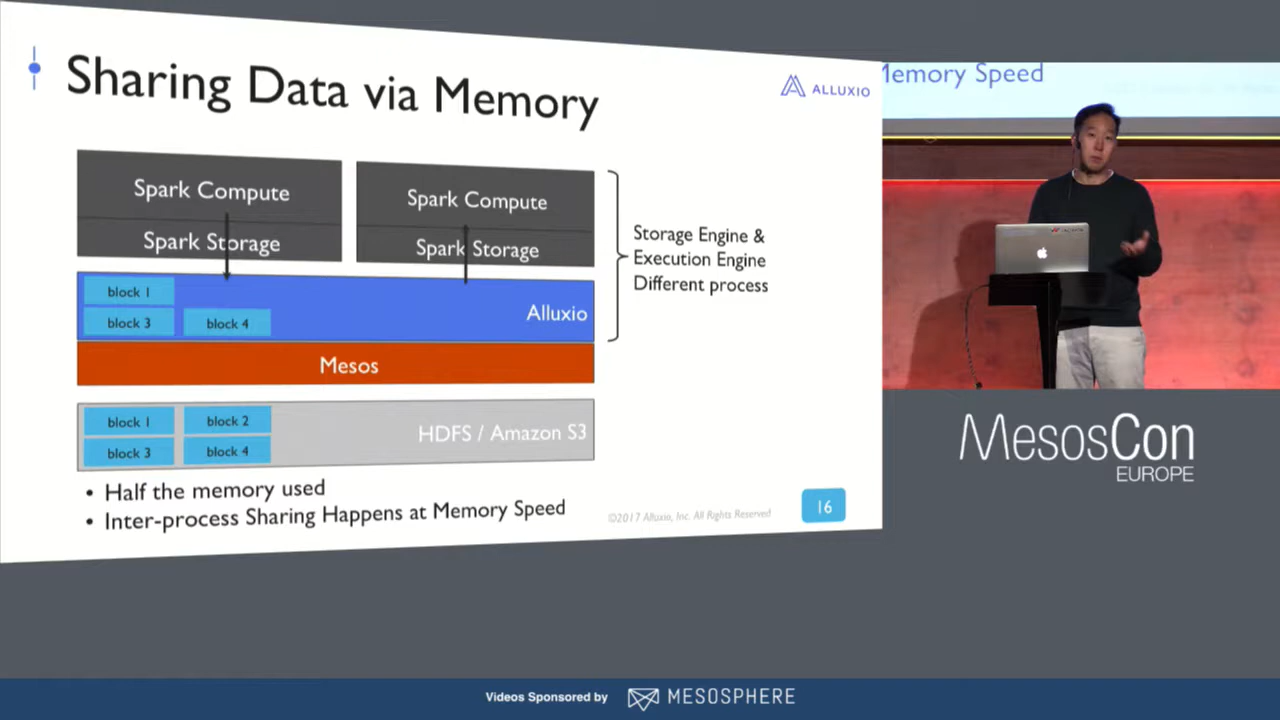 Sharing Data via Memory
ALLUXIO
Spark Compute
Spark Storage
Spark Compute
Spark Storage
Storage Engine &
Execution Engine
Different process
block 1
block 3
block 4
Alluxio
Mesos
block 1
block 2
block 3
block 4
HDFS / Amazon S3
• Half the memory used
• Inter-process Sharing Happens at Memory Speed
©2017 Alluxio, Inc. All Rights Reserved
16
Memory Speed
MesosCon
EUROPE
Videos Sponsored by
MESOSPHERE